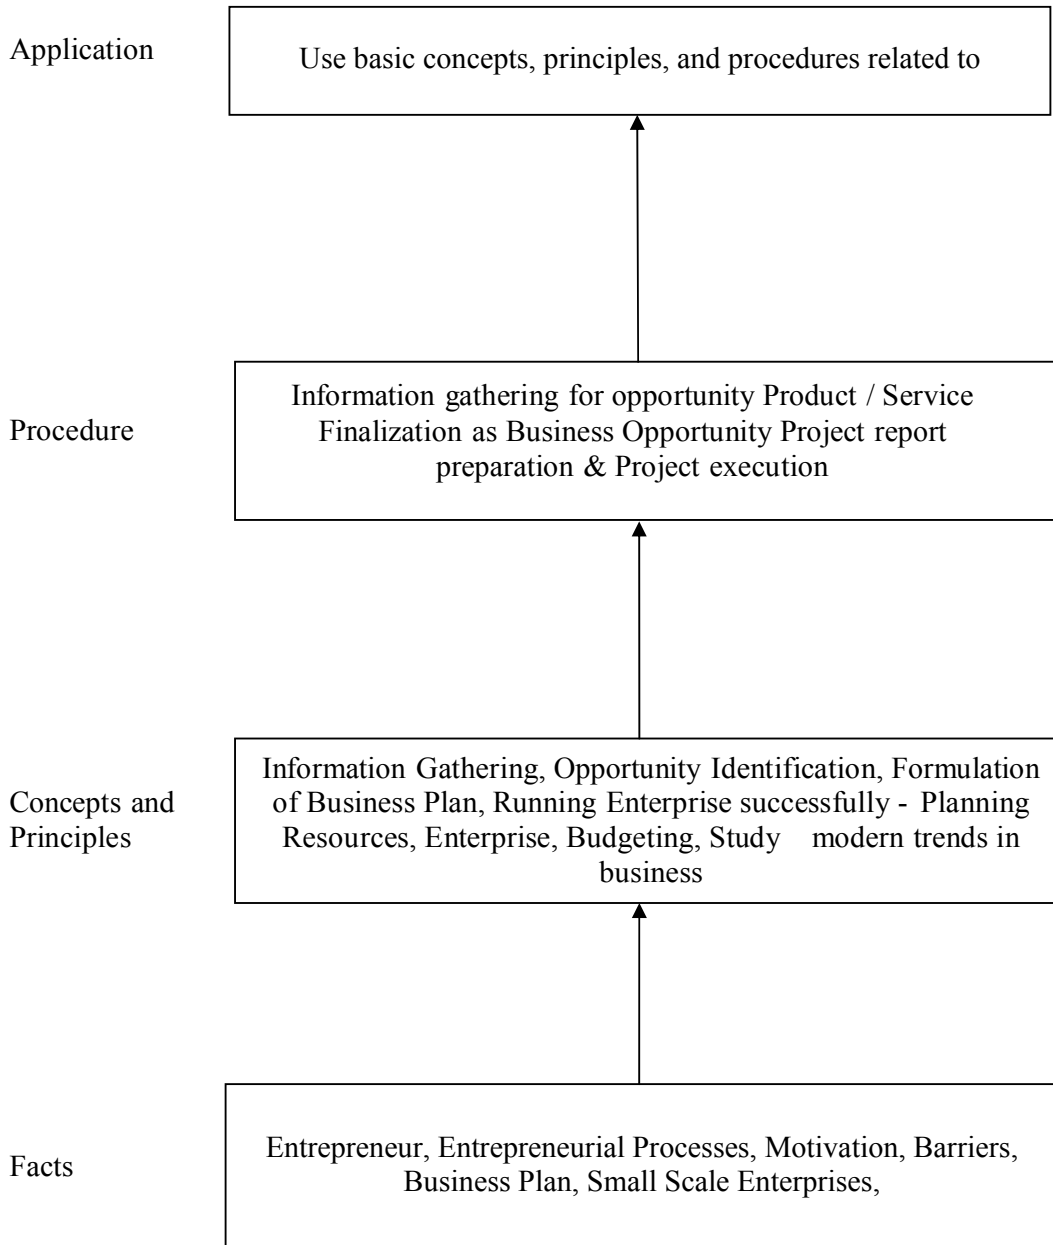 Application
Use basic concepts, principles, and procedures related to
Information gathering for opportunity Product / Service
Procedure
Finalization as Business Opportunity Project report
preparation & Project execution
Information Gathering, Opportunity Identification, Formulation
Concepts and
of Business Plan, Running Enterprise successfully - Planning
Principles
Resources, Enterprise, Budgeting, Study modern trends in
business
Facts
Entrepreneur, Entrepreneurial Processes, Motivation, Barriers,
Business Plan, Small Scale Enterprises,